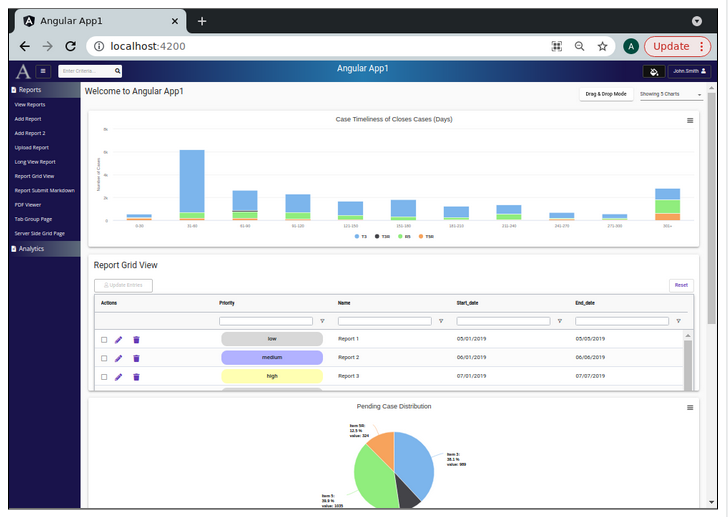 Angular App1
localhost:4200
A
Update
A
Enter Criteria...
Angular App1
John.Smith
Reports
View Reports
Add Report
Add Report 2
Upload Report
Long View Report
Report Grid View
Report Submit Markdown
PDF Viewer
Tab Group Page
Server Side Grid Page
Analytics
Welcome to Angular App1
Drag & Drop Mode
Showing 5 Charts
Case Timeliness of Closes Cases (Days)
Number of Cases
8k
6k
4k
2k
0
0-30 31-60 61-90 91-120 121-150 151-180 181-210 211-240 241-270 271-300 301+
Report Grid View
Update Entries
Reset
Actions Priority Name Start_date End_date
low Report 1 05/01/2019 05/05/2019
medium Report 2 06/01/2019 06/06/2019
high Report 3 07/01/2019 07/07/2019
Pending Case Distribution
12.5 %
value: 324
Item 3:
38.1 %
value: 989
Item 5:
39.9 %
value: 1035